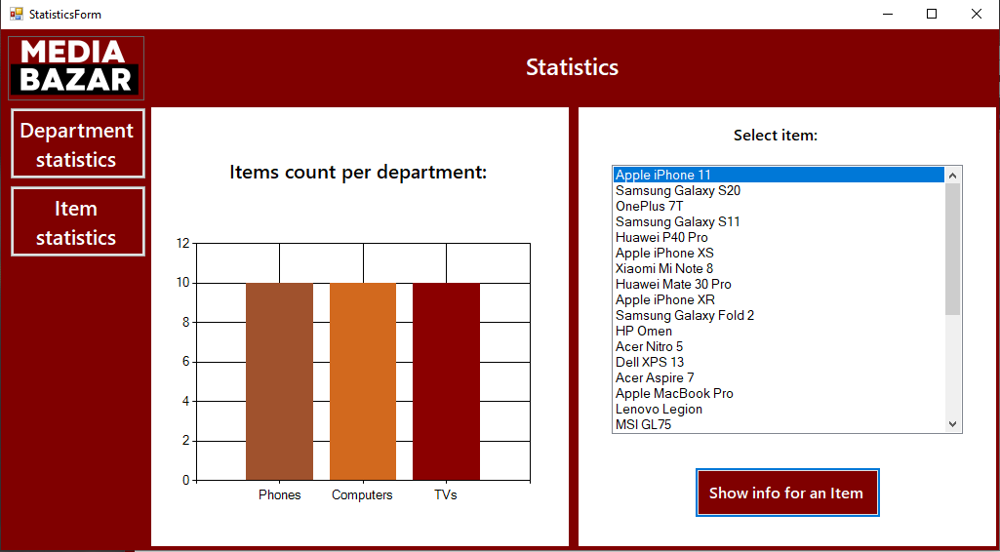 StatisticsForm
MEDIA
BAZAR
Statistics
Department
statistics
Item
statistics
Items count per department:
12
10
8
6
4
2
0
Phones Computers TVs
Select item:
Apple iPhone 11
Samsung Galaxy S20
OnePlus 7T
Samsung Galaxy S11
Huawei P40 Pro
Apple iPhone XS
Xiaomi Mi Note 8
Huawei Mate 30 Pro
Apple iPhone XR
Samsung Galaxy Fold 2
HP Omen
Acer Nitro 5
Dell XPS 13
Acer Aspire 7
Apple MacBook Pro
Lenovo Legion
MSI GL75
Show info for an Item